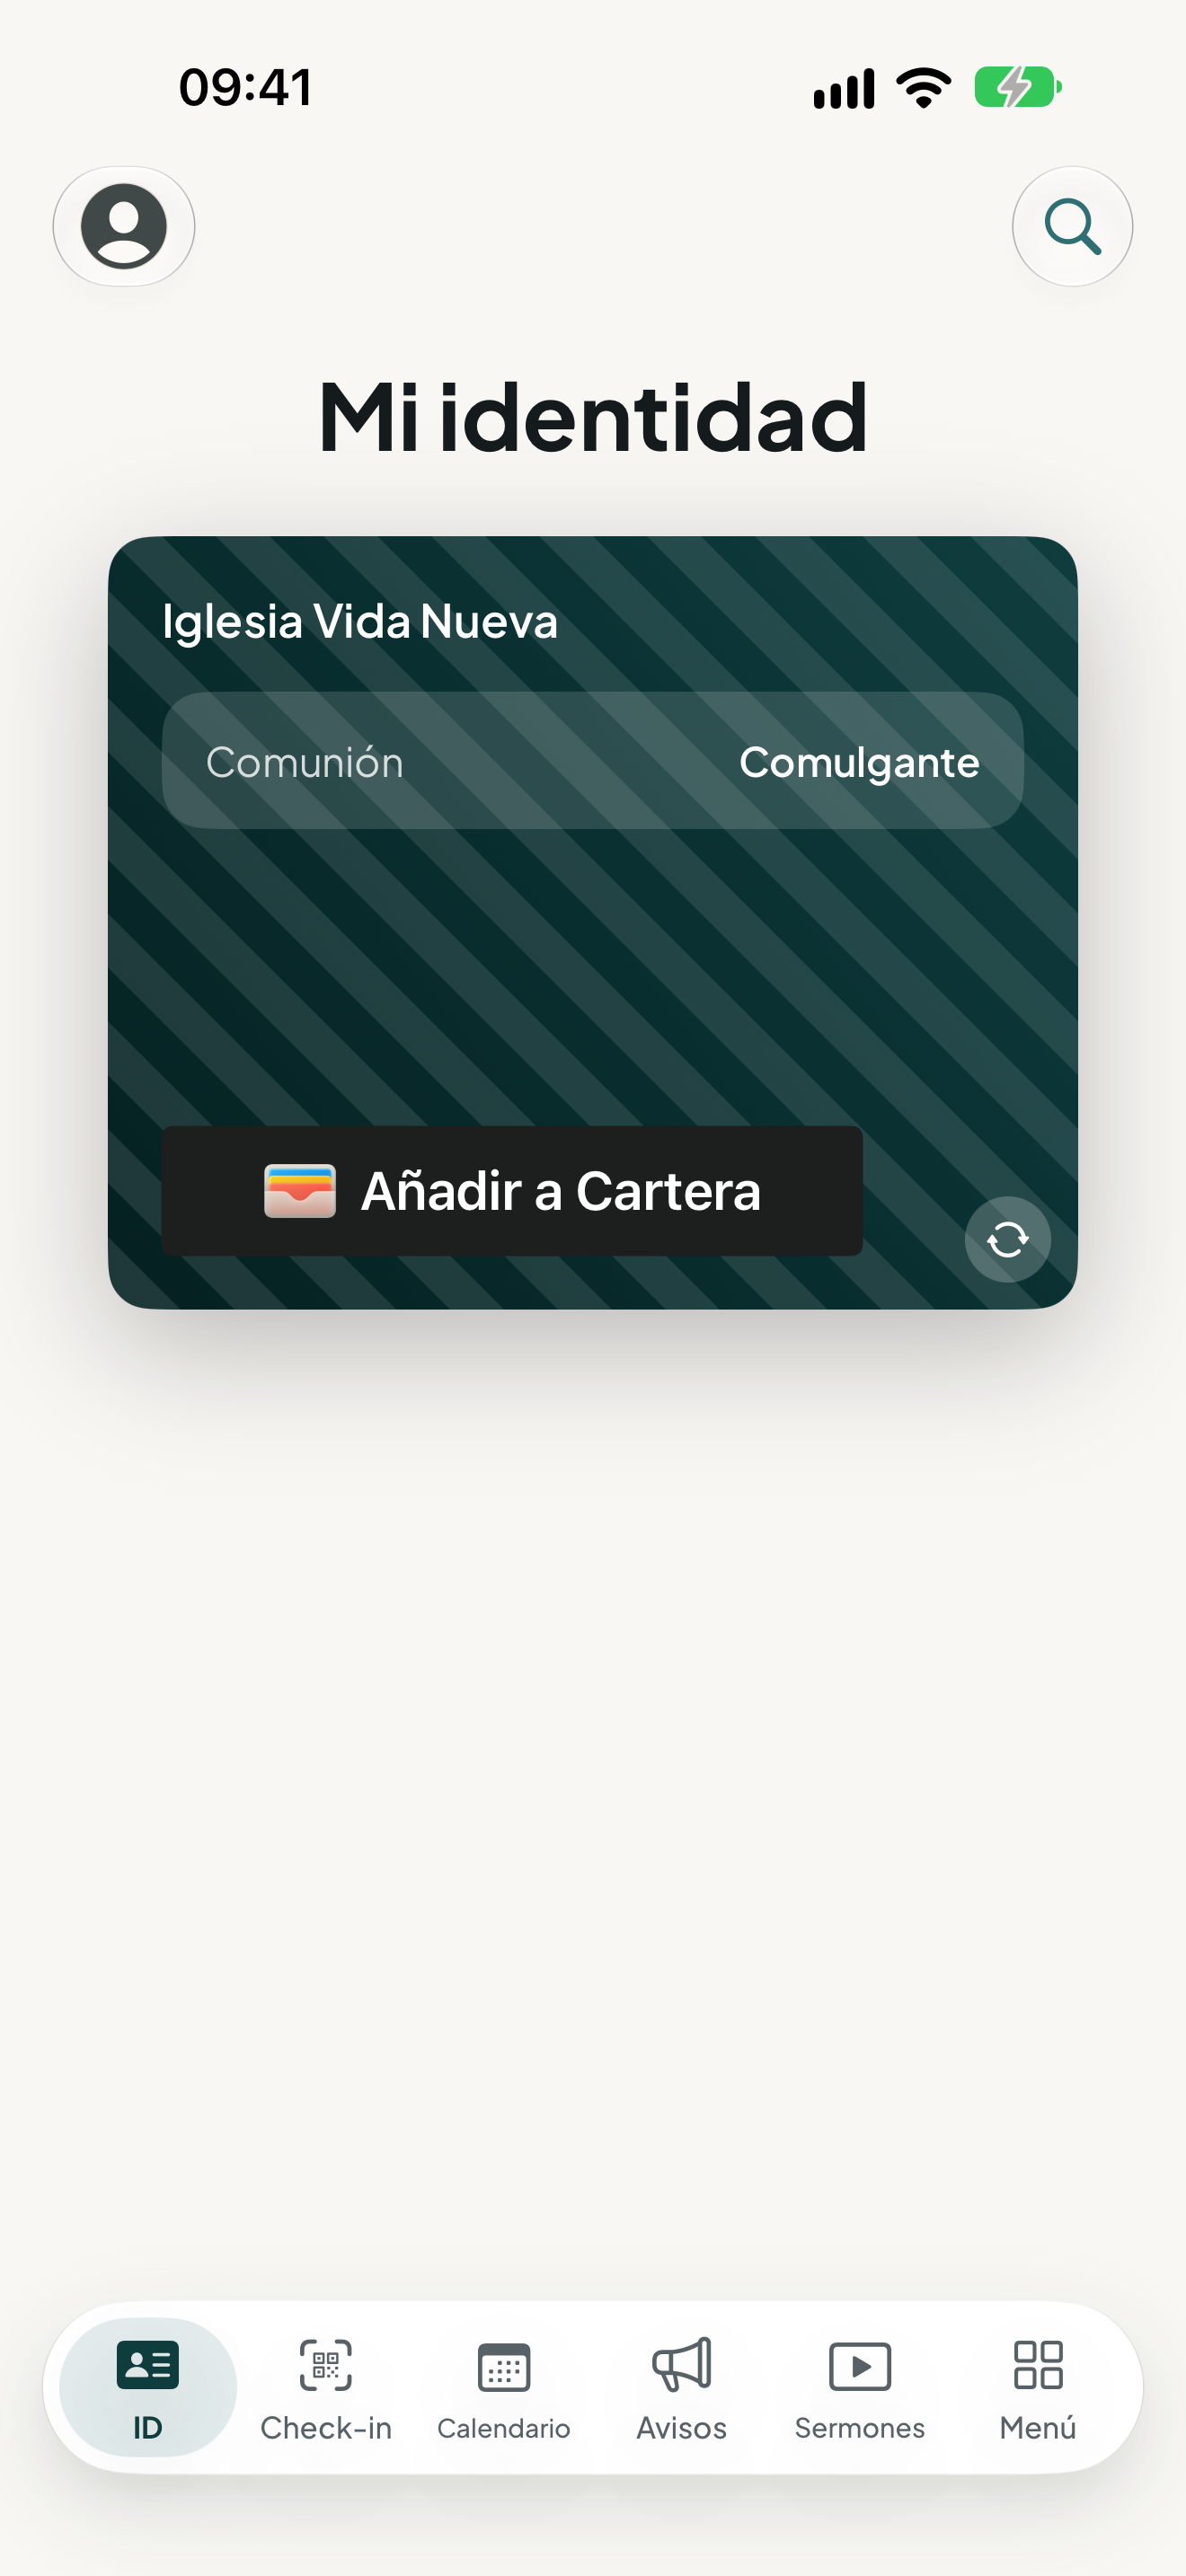 09:41
Mi identidad
Iglesia Vida Nueva
Comunión Comulgante
Añadir a Cartera
ID Check-in Calendario Avisos Sermones Menú